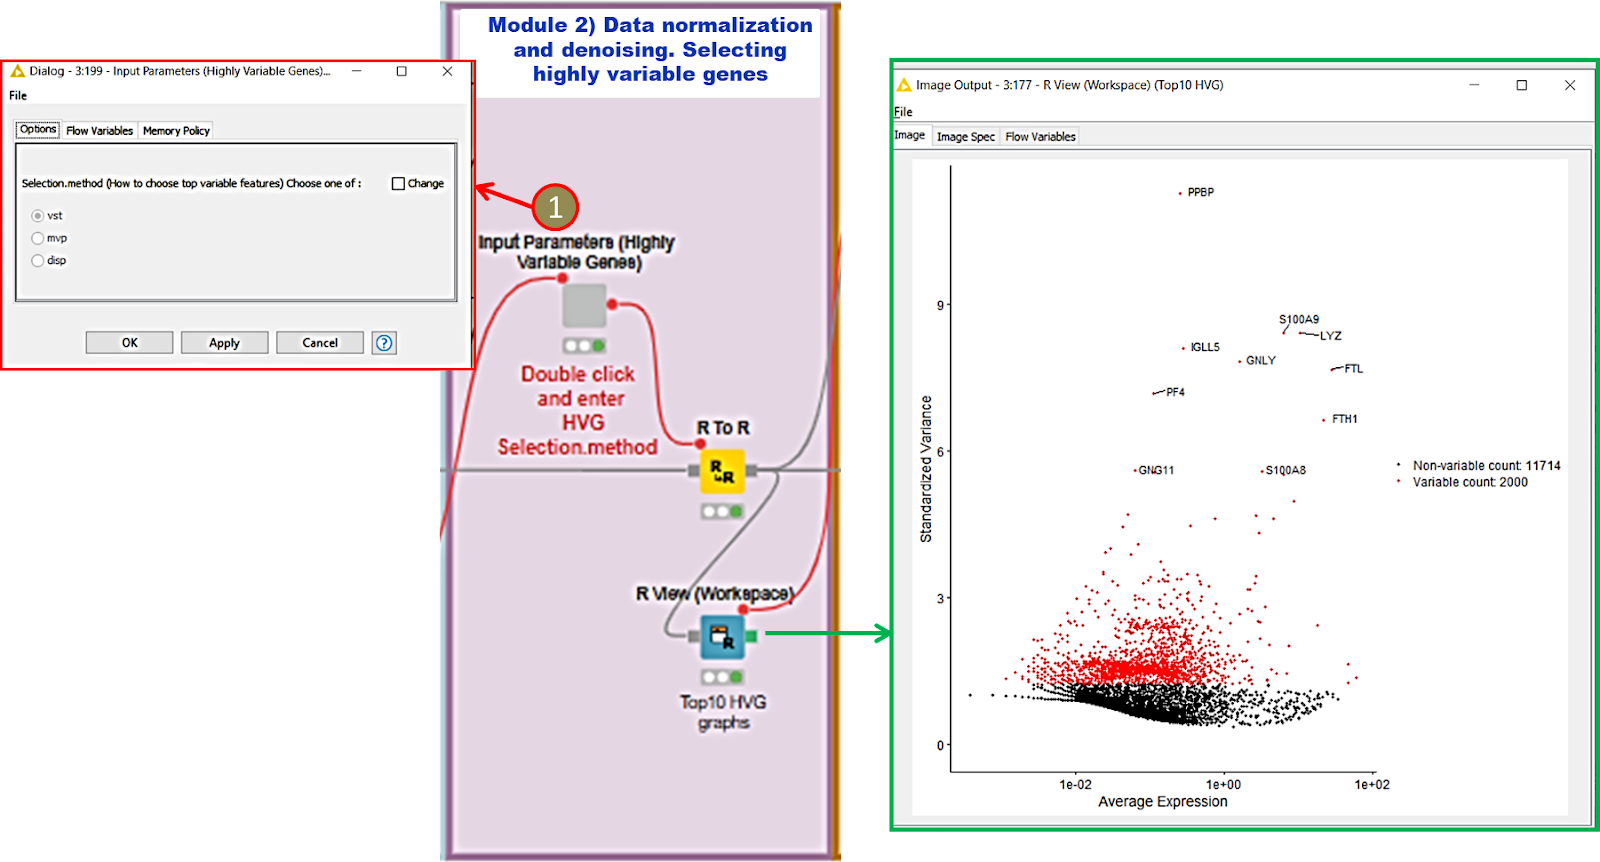 Module 2) Data normalization
and denoising. Selecting
highly variable genes
Dialog - 3:199 - Input Parameters (Highly Variable Genes)...
File
Options
Flow Variables
Memory Policy
Selection.method (How to choose top variable features) Choose one of :
Change
vst
mvp
disp
OK
Apply
Cancel
?
1
Input Parameters (Highly
Variable Genes)
Double click
and enter
HVG
Selection.method
R To R
R
R
R View (Workspace)
R
Top10 HVG
graphs
Image Output - 3:177 - R View (Workspace) (Top10 HVG)
File
Image
Image Spec
Flow Variables
PPBP
S100A9
LYZ
IGLL5
GNLY
FTL
PF4
FTH1
GNG11
S100A8
9
6
3
0
Standardized Variance
Non-variable count: 11714
Variable count: 2000
1e-02
1e+00
1e+02
Average Expression